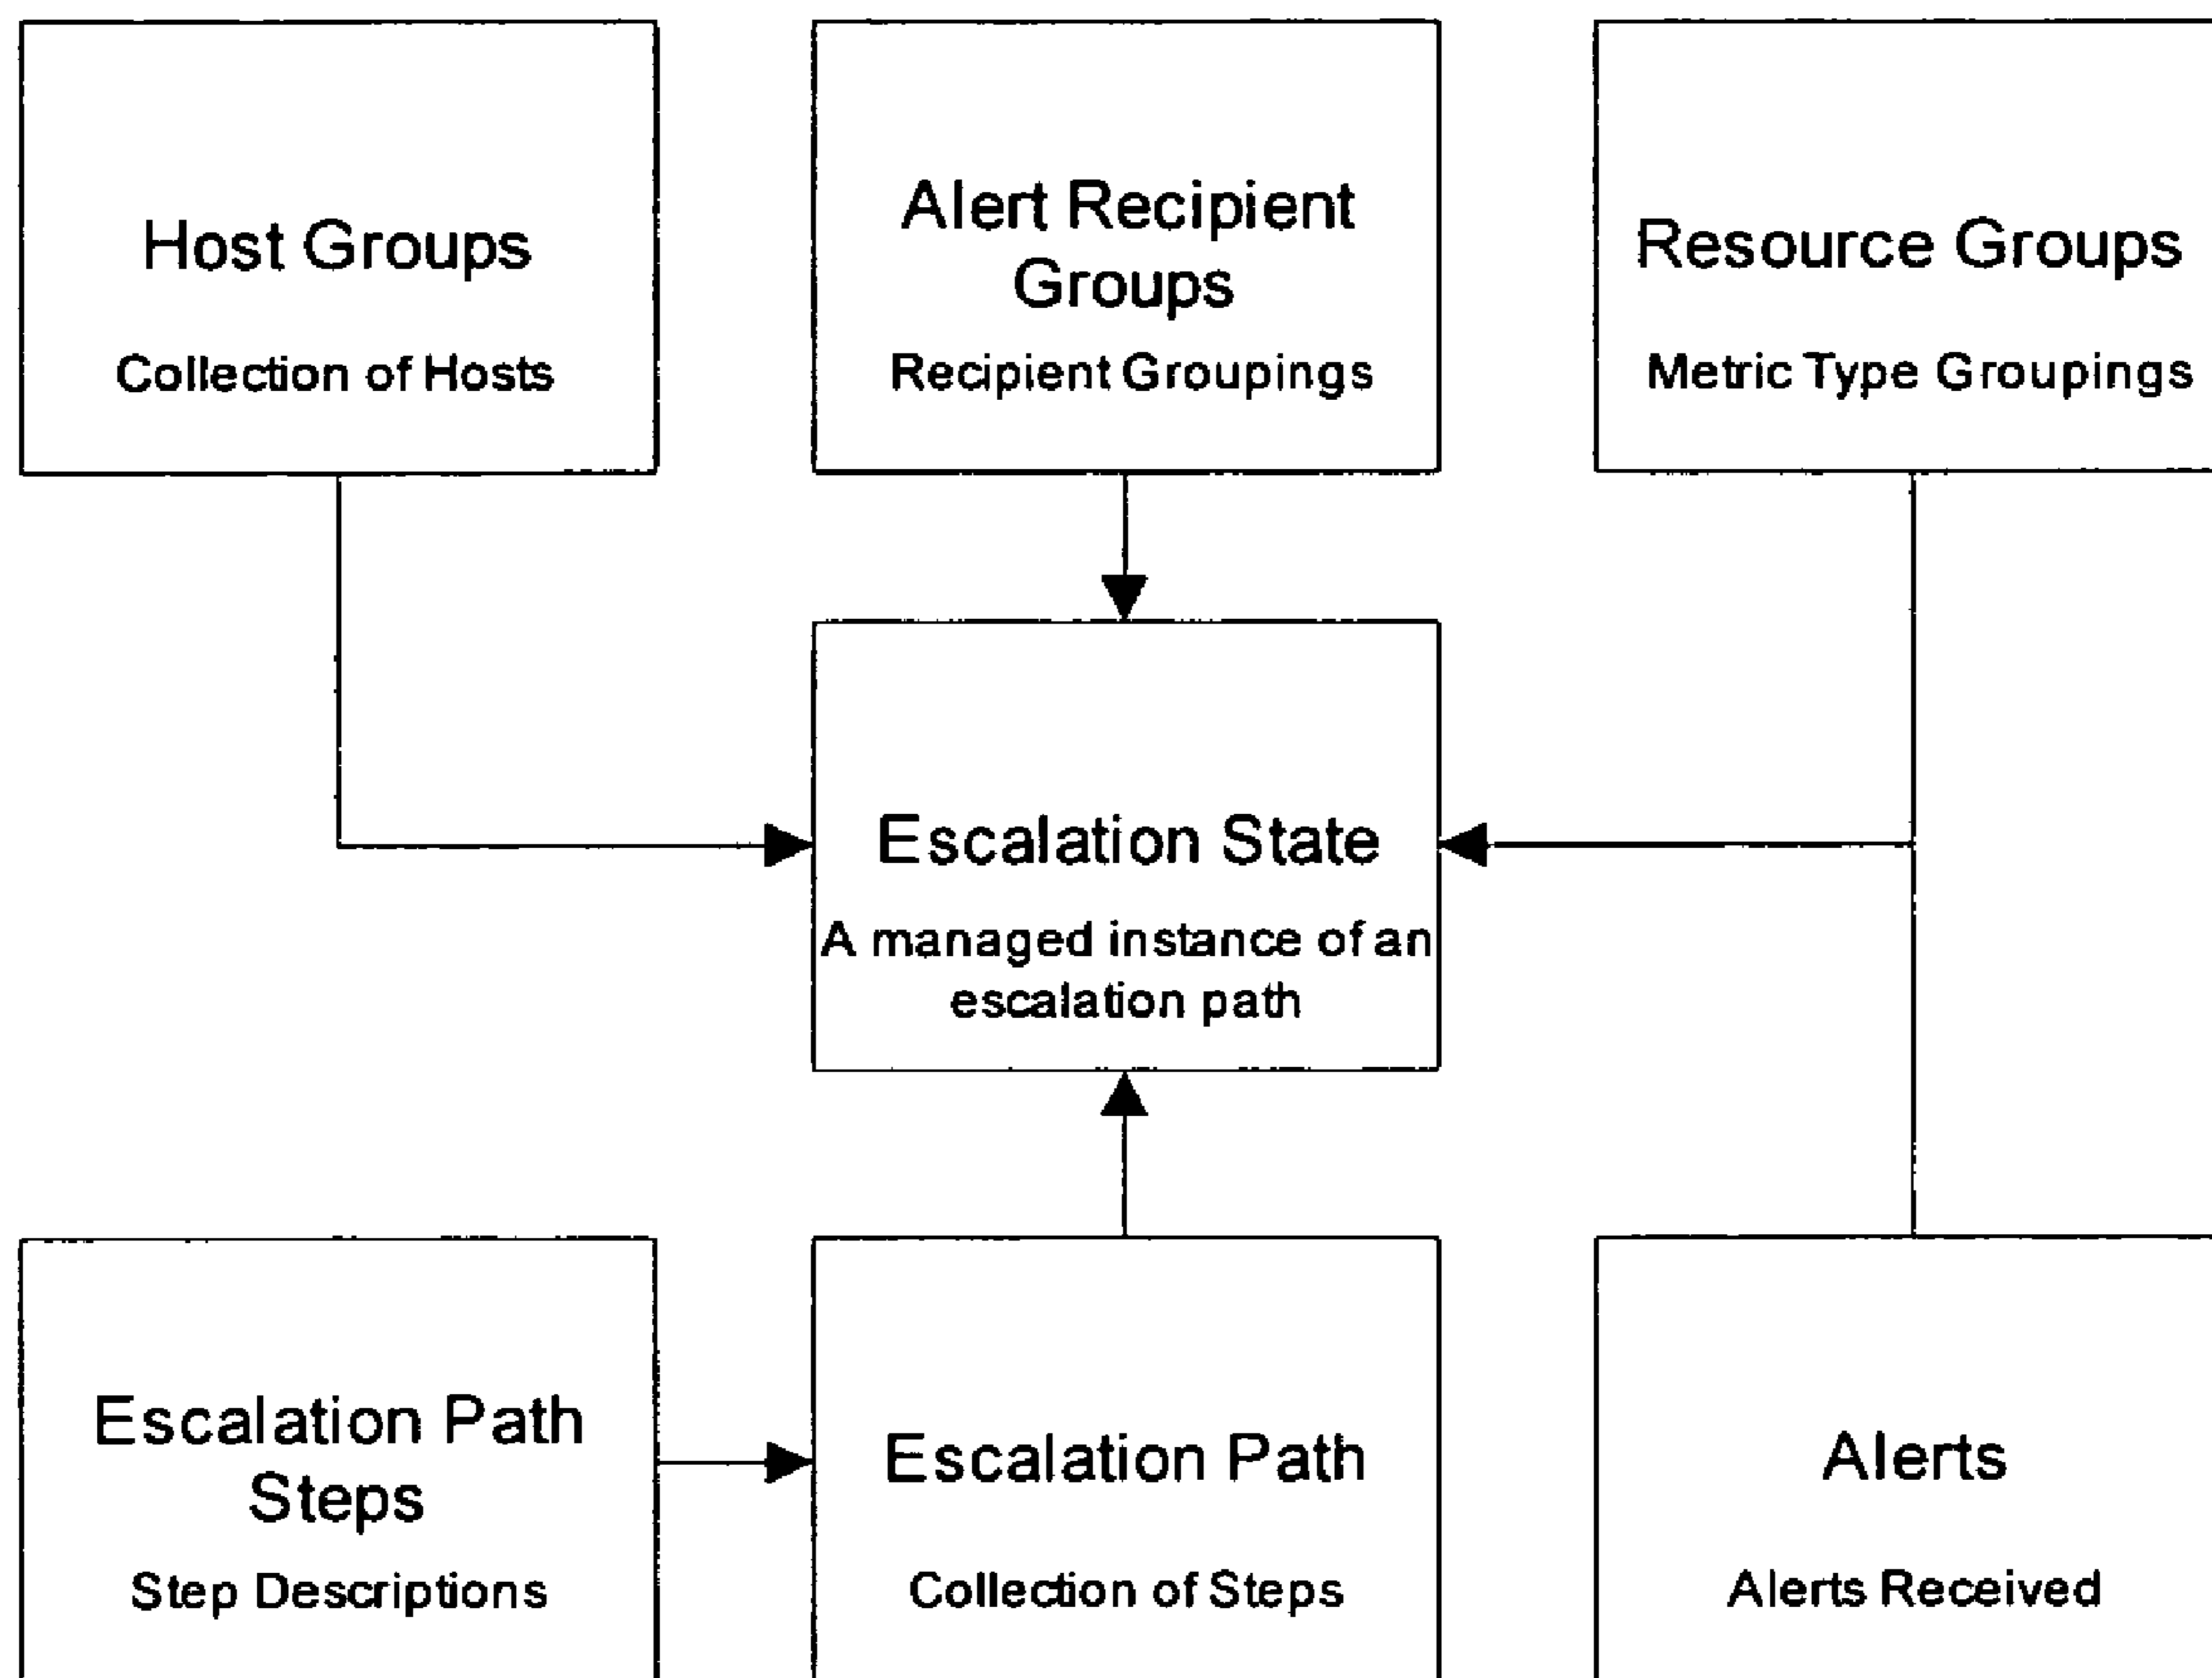 Host Groups
Collection of Hosts
Alert Recipient
Groups
Recipient Groupings
Resource Groups
Metric Type Groupings
Escalation State
A managed instance of an
escalation path
Escalation Path
Steps
Step Descriptions
Escalation Path
Collection of Steps
Alerts
Alerts Received